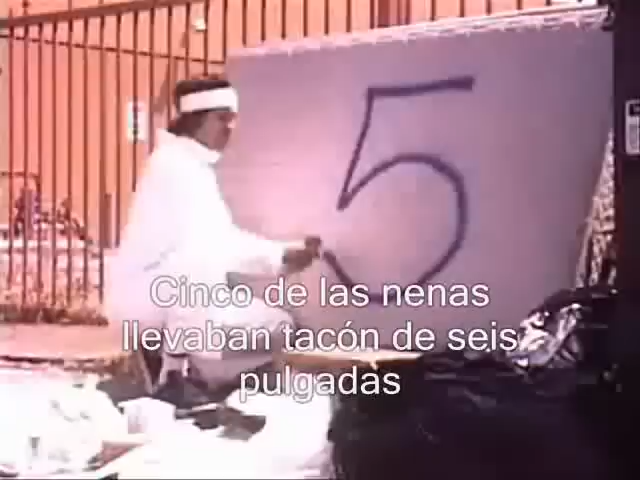 5
Cinco de las nenas
llevaban tacón de seis
pulgadas